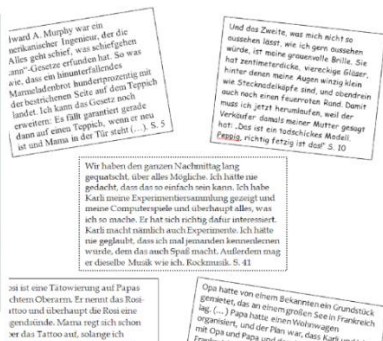 Edward A. Murphy war ein
amerikanischer Ingenieur, der die
Alles geht schief, was schiefgehen
kann"-Gesetze erfunden hat. So was
wie, dass ein hinunterfallendes
Marmeladenbrot hundertprozentig mit
der bestrichenen Seite auf dem Teppich
landet. Ich kam das Gesetz noch
erweitern: Es fällt garantiert gerade
dann auf einen Teppich, wenn er neu
ist und Mama in der Tür steht (…). S. 5
Und das Zweite, was mich nicht so
aussehen lässt, wie ich gern aussehen
würde, ist meine grauenvolle Brille. Sie
hat zentimeterdicke, viereckige Gläser,
hinter denen meine Augen winzig klein
wie Stecknadelköpfe sind, und obendrein
auch noch einen feuerroten Rand. Damit
muss ich jetzt herumlaufen, weil der
Verkäufer damals meiner Mutter gesagt
hat: „Das ist ein todschickes Modell.
Peppig, richtig fetzig ist das!" S. 10
Wir haben den ganzen Nachmittag lang
gequatscht, über alles Mögliche. Ich hätte nie
gedacht, dass das so einfach sein kann. Ich habe
Karli meine Experimentiersammlung gezeigt und
meine Computerspiele und überhaupt alles, was
ich so mache. Er hat sich richtig dafür interessiert.
Karli macht nämlich auch Experimente. Ich hätte
nie geglaubt, dass ich mal jemanden kennenlernen
würde, dem das auch Spaß macht. Außerdem mag
er dieselbe Musik wie ich. Rockmusik. S. 41
osi ist eine Tätowierung auf Papas
echtem Oberarm. Er nennt das Rosi-
attoo und überhaupt die Rosi eine
gendsünde. Mama regt sich schon
ber das Tattoo auf, solange ich
Opa hatte von einem Bekannten ein Grundstück
gemietet, das an einem großen See in Frankreich
lag. (…) Papa hatte einen Wohnwagen
organisiert, und der Plan war, dass Karli und
mit Opa und Papa und